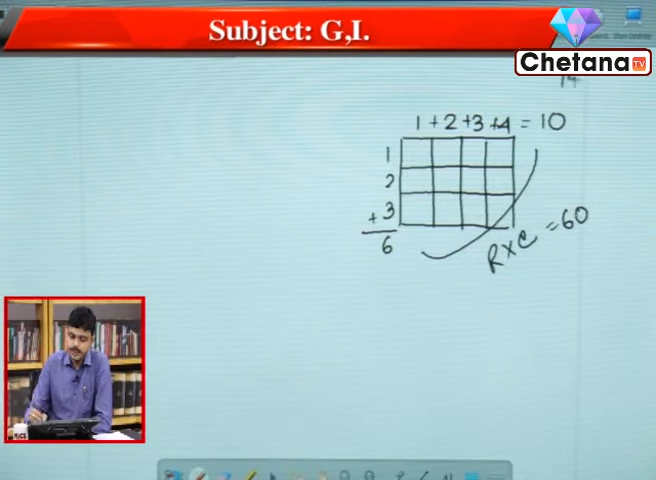 Subject: G,I.
Chetana TV
1 + 2 + 3 + 4 = 10
1
2
+ 3
6
R × C = 60